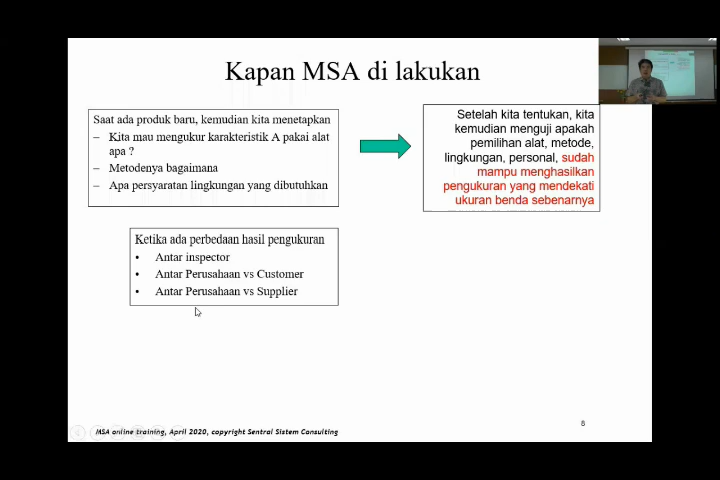 Kapan MSA di lakukan
Saat ada produk baru, kemudian kita menetapkan
– Kita mau mengukur karakteristik A pakai alat
apa ?
– Metodenya bagaimana
– Apa persyaratan lingkungan yang dibutuhkan
Setelah kita tentukan, kita
kemudian menguji apakah
pemilihan alat, metode,
lingkungan, personal, sudah
mampu menghasilkan
pengukuran yang mendekati
ukuran benda sebenarnya
Ketika ada perbedaan hasil pengukuran
• Antar inspector
• Antar Perusahaan vs Customer
• Antar Perusahaan vs Supplier
MSA online training, April 2020, copyright Sentral Sistem Consulting
8